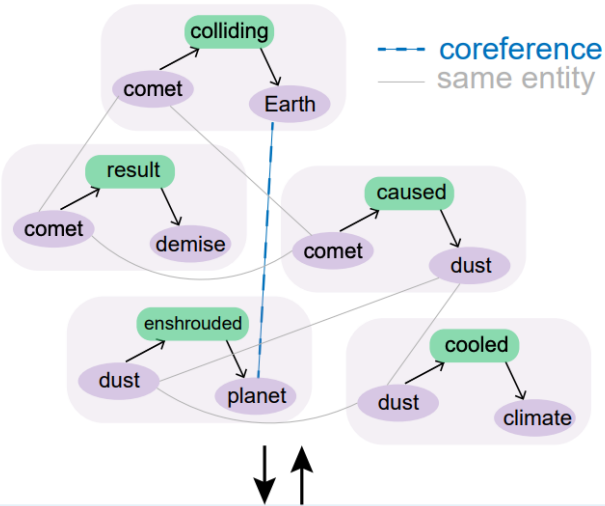 colliding
comet
Earth
coreference
same entity
result
comet
demise
caused
comet
dust
enshrouded
dust
planet
cooled
dust
climate